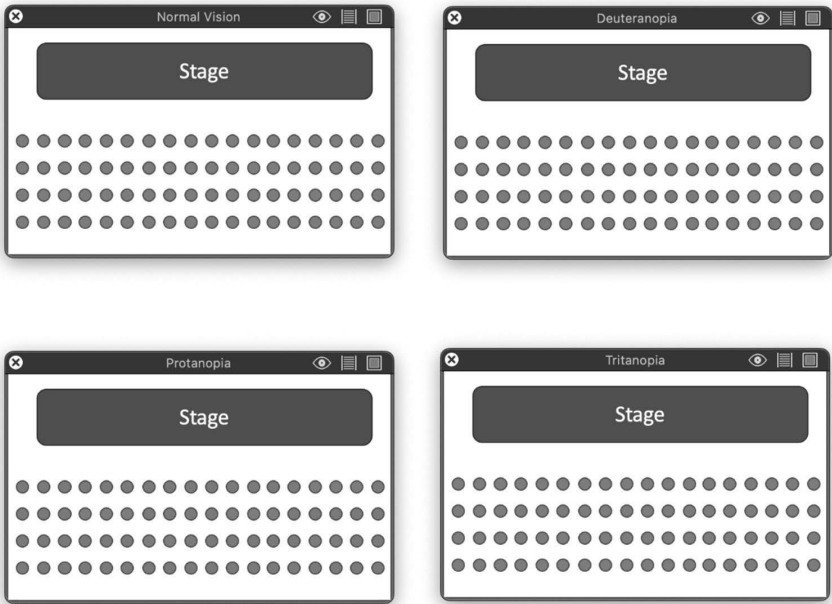 Normal Vision
Stage
Deuteranopia
Stage
Protanopia
Stage
Tritanopia
Stage